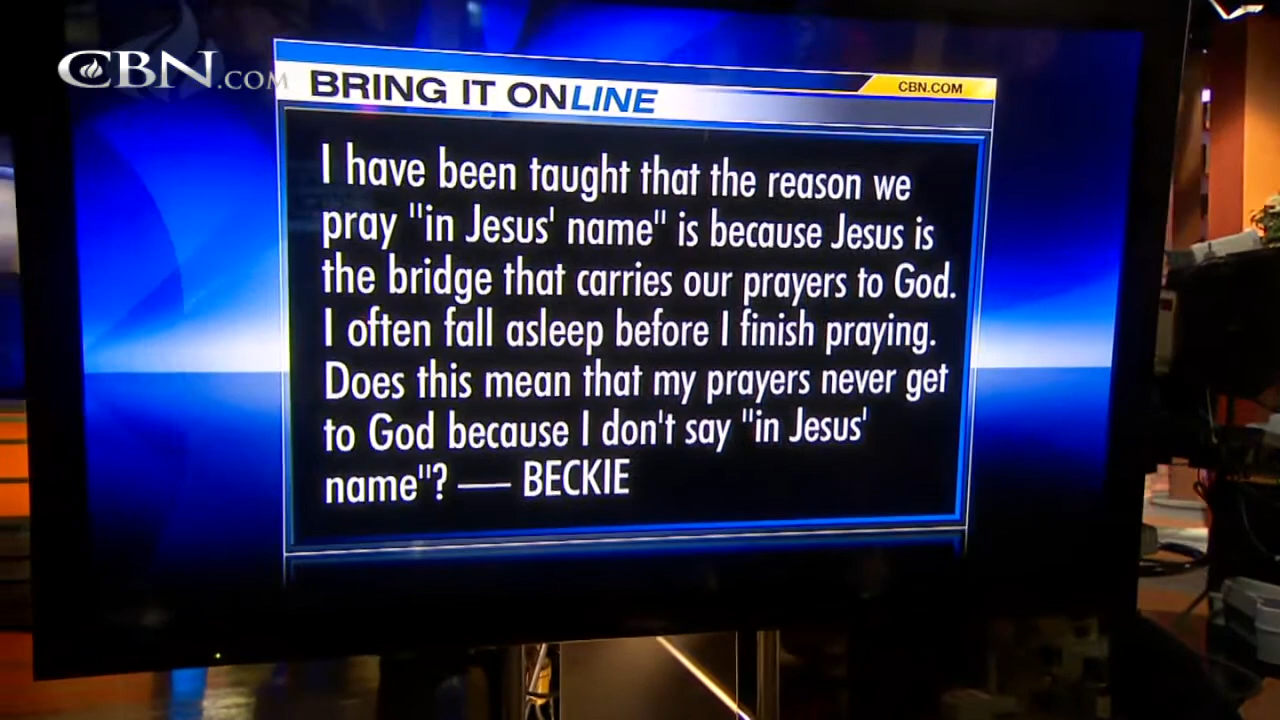 CBN.COM
BRING IT ONLINE
CBN.COM
I have been taught that the reason we
pray "in Jesus' name" is because Jesus is
the bridge that carries our prayers to God.
I often fall asleep before I finish praying.
Does this mean that my prayers never get
to God because I don't say "in Jesus'
name"? — BECKIE